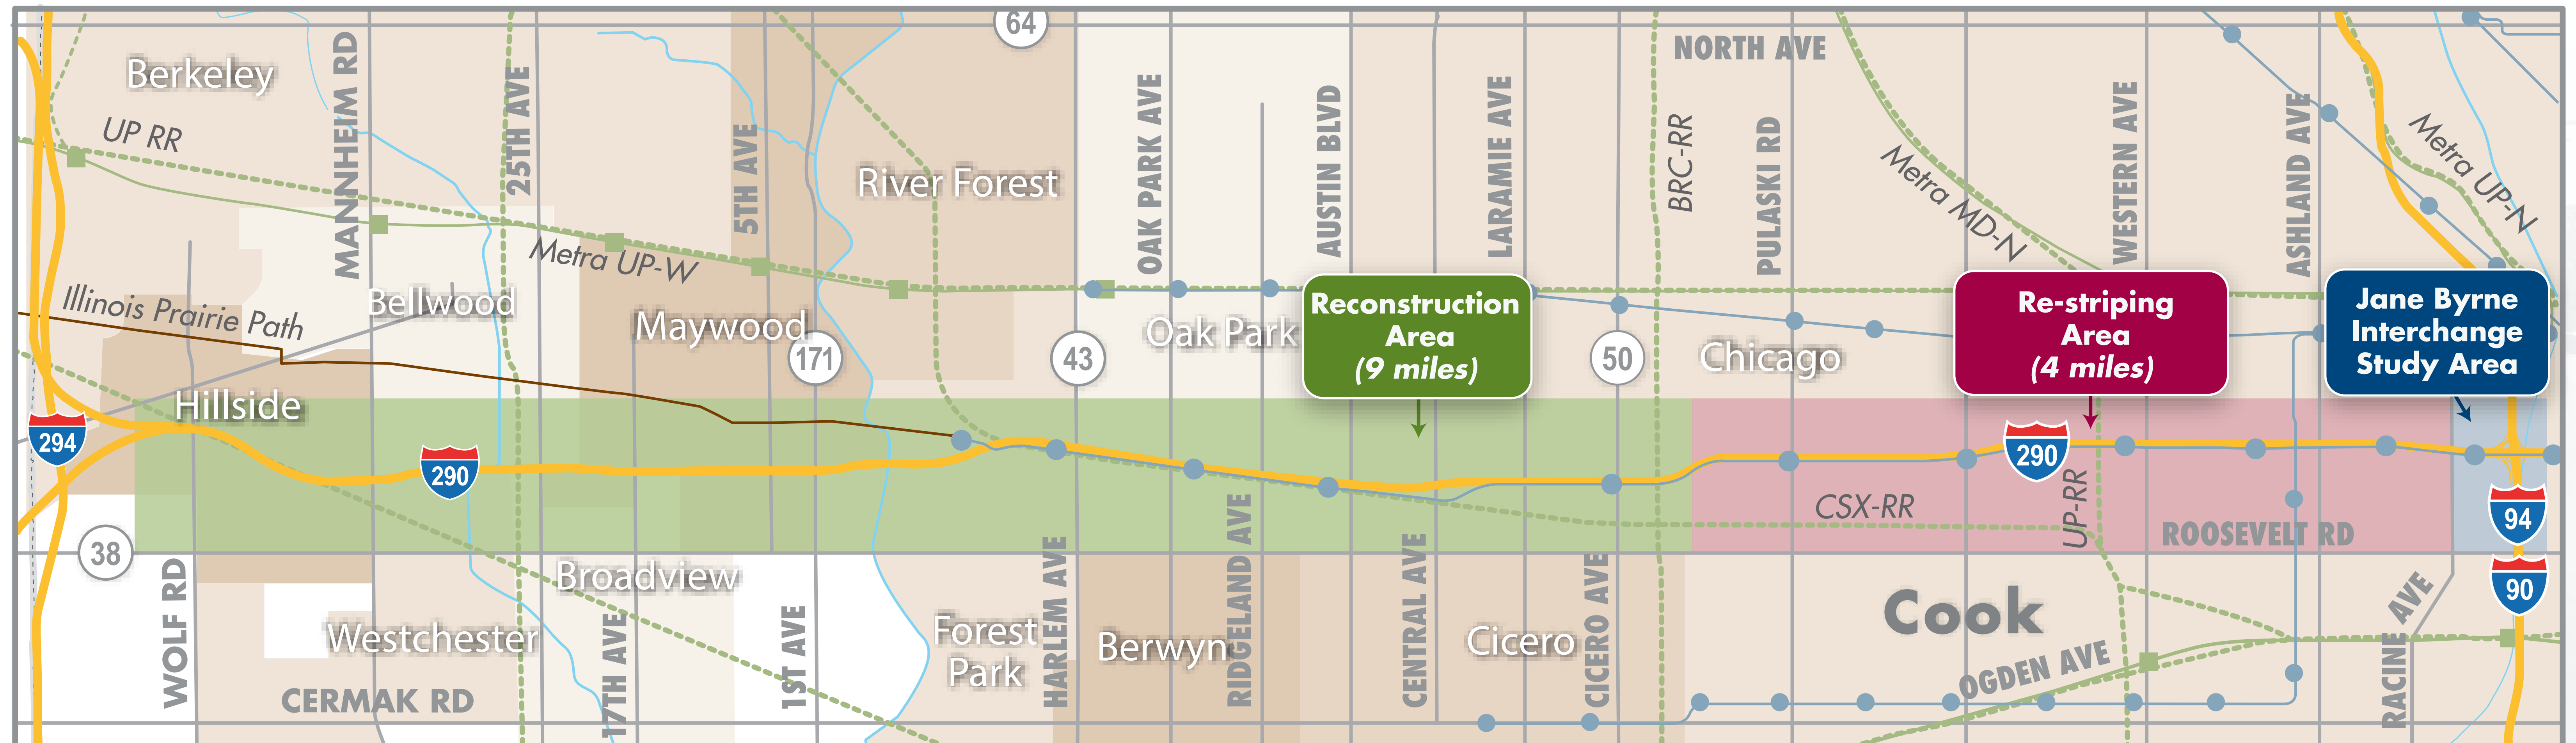 64
NORTH AVE
Berkeley
MANNHEIM RD
25TH AVE
5TH AVE
OAK PARK AVE
AUSTIN BLVD
LARAMIE AVE
BRC-RR
PULASKI RD
WESTERN AVE
ASHLAND AVE
UP RR
River Forest
Metra MD-N
Metra UP-N
Metra UP-W
Illinois Prairie Path
Bellwood
Maywood
171
43
Oak Park
Reconstruction
Area
(9 miles)
50
Chicago
Re-striping
Area
(4 miles)
Jane Byrne
Interchange
Study Area
Hillside
294
290
290
CSX-RR
UP-RR
ROOSEVELT RD
94
90
38
WOLF RD
Broadview
Westchester
CERMAK RD
17TH AVE
1ST AVE
Forest
Park
HARLEM AVE
Berwyn
RIDGELAND AVE
CENTRAL AVE
Cicero
CICERO AVE
Cook
OGDEN AVE
RACINE AVE